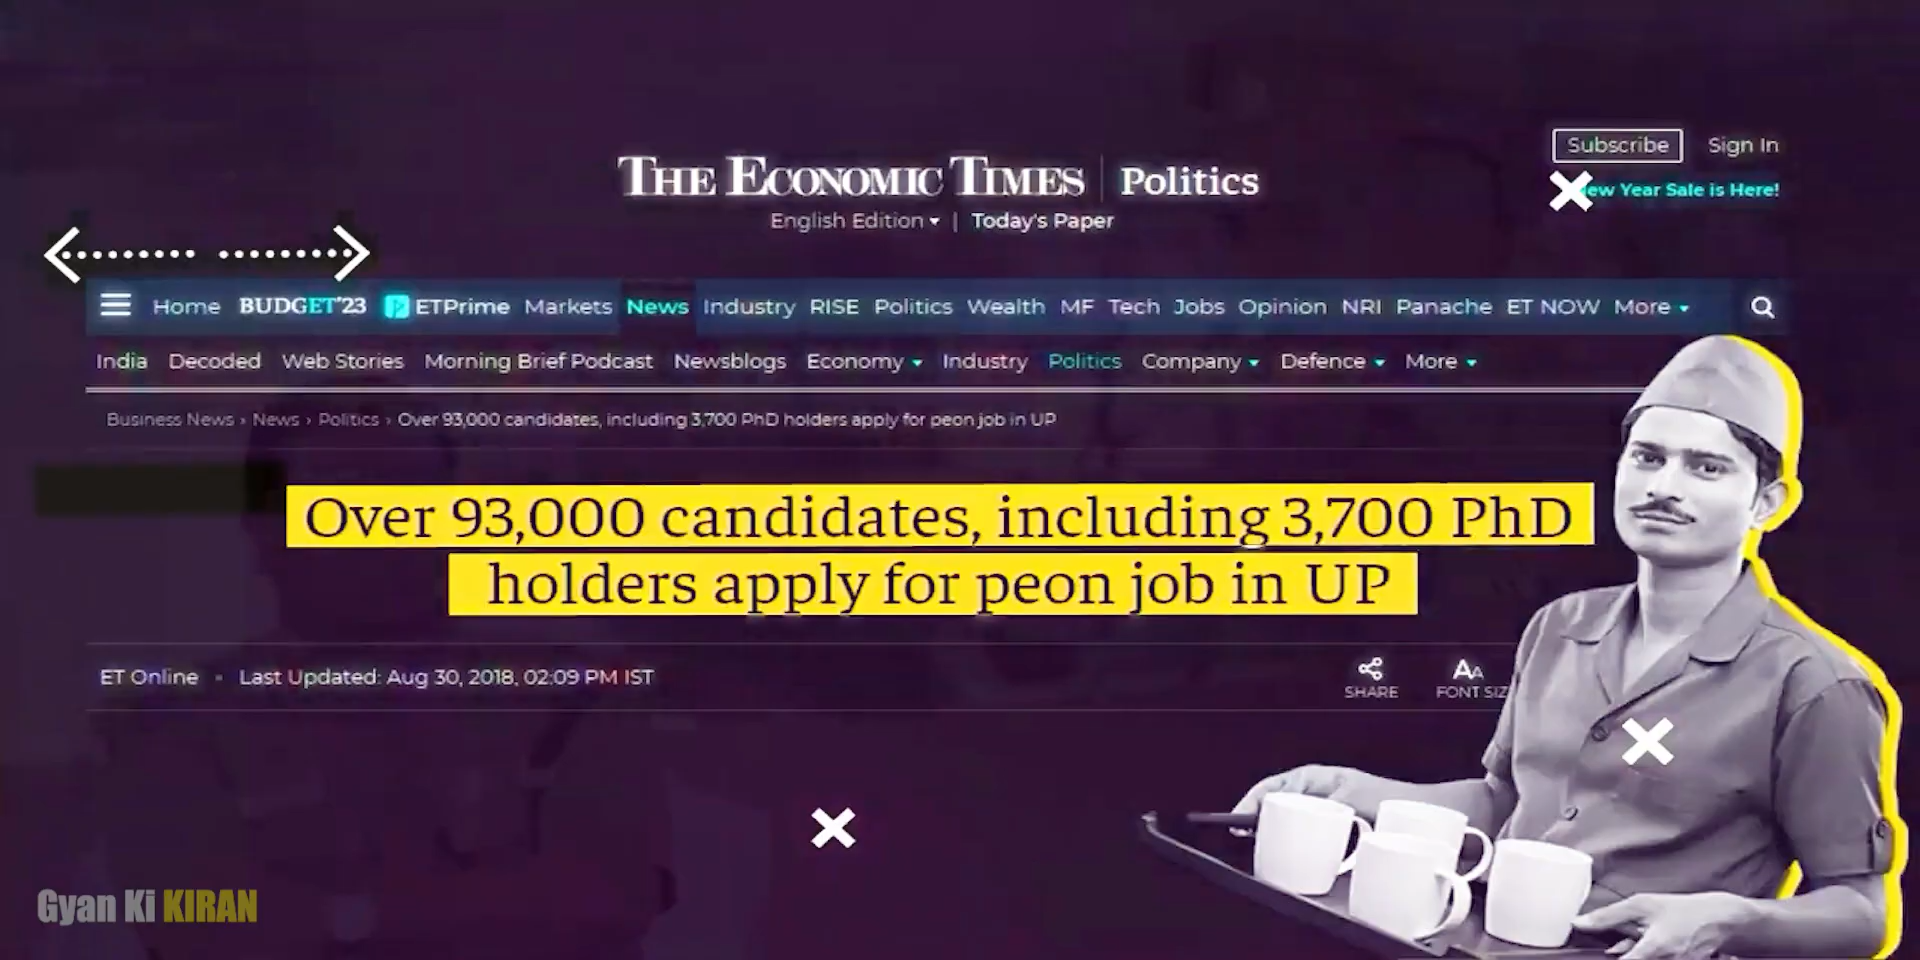 Subscribe Sign In
THE ECONOMIC TIMES | Politics
ew Year Sale is Here!
English Edition | Today's Paper
Home BUDGET'23 ETPrime Markets News Industry RISE Politics Wealth MF Tech Jobs Opinion NRI Panache ET NOW More
India Decoded Web Stories Morning Brief Podcast Newsblogs Economy Industry Politics Company Defence More
Business News › News › Politics › Over 93,000 candidates, including 3,700 PhD holders apply for peon job in UP
Over 93,000 candidates, including 3,700 PhD
holders apply for peon job in UP
ET Online • Last Updated: Aug 30, 2018, 02:09 PM IST
SHARE FONT SIZ
Gyan Ki KIRAN